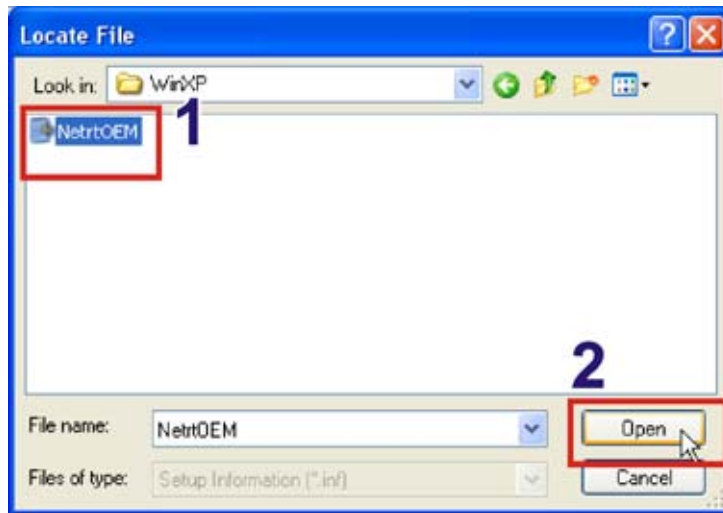 Locate File
Look in: WinXP
NetrtOEM
1
2
File name: NetrtOEM
Open
Files of type: Setup Information (*.inf)
Cancel